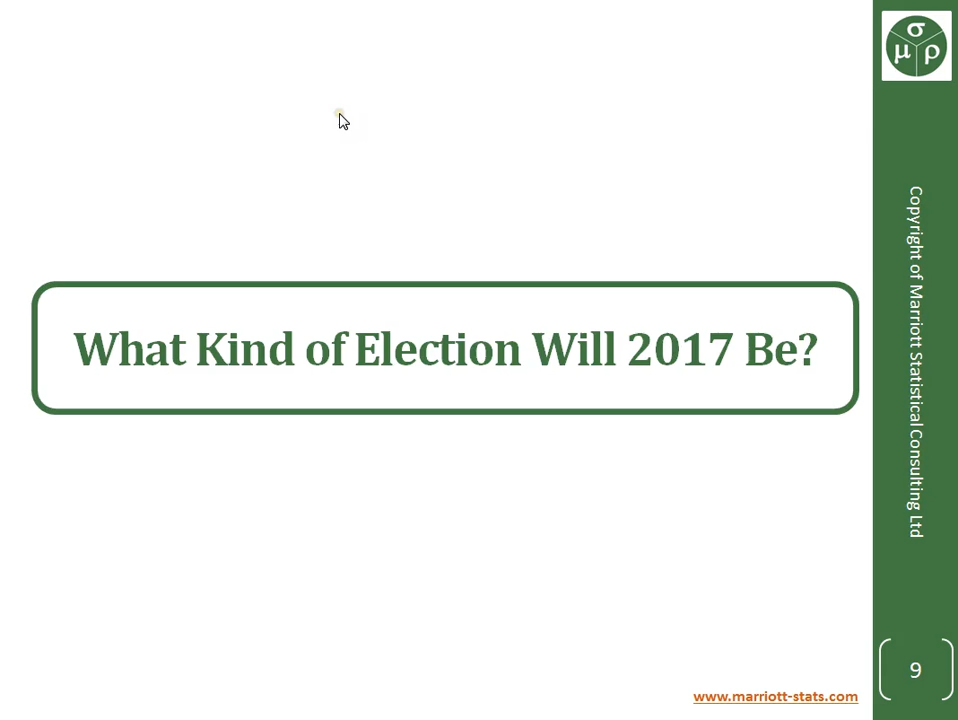 σ
μ ρ
Copyright of Marriott Statistical Consulting Ltd
What Kind of Election Will 2017 Be?
9
www.marriott-stats.com